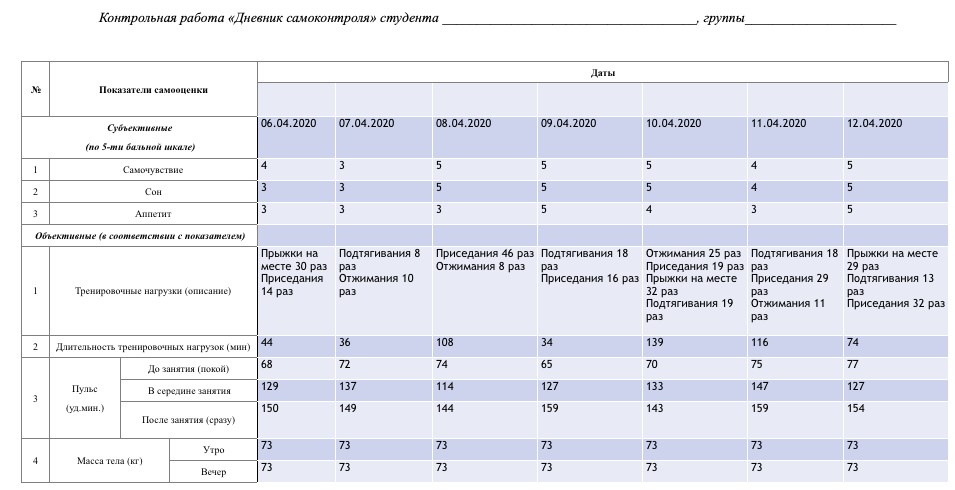 Контрольная работа «Дневник самоконтроля» студента ______________________________________, группы______________________
№ Показатели самооценки Даты
Субъективные
(по 5-ти бальной шкале)
06.04.2020 07.04.2020 08.04.2020 09.04.2020 10.04.2020 11.04.2020 12.04.2020
1 Самочувствие 4 3 5 5 5 4 5
2 Сон 3 3 5 5 5 4 5
3 Аппетит 3 3 3 5 4 3 5
Объективные (в соответствии с показателем)
1 Тренировочные нагрузки (описание)
Прыжки на
месте 30 раз
Приседания
14 раз
Подтягивания 8
раз
Отжимания 10
раз
Приседания 46 раз
Отжимания 8 раз
Подтягивания 18
раз
Приседания 16 раз
Отжимания 25 раз
Приседания 19 раз
Прыжки на месте
32 раз
Подтягивания 19
раз
Подтягивания 18
раз
Приседания 29
раз
Отжимания 11
раз
Прыжки на месте
29 раз
Подтягивания 13
раз
Приседания 32 раз
2 Длительность тренировочных нагрузок (мин) 44 36 108 34 139 116 74
3 Пульс
(уд.мин.)
До занятия (покой) 68 72 74 65 70 75 77
В середине занятия 129 137 114 127 133 147 127
После занятия (сразу) 150 149 144 159 143 159 154
4 Масса тела (кг)
Утро 73 73 73 73 73 73 73
Вечер 73 73 73 73 73 73 73